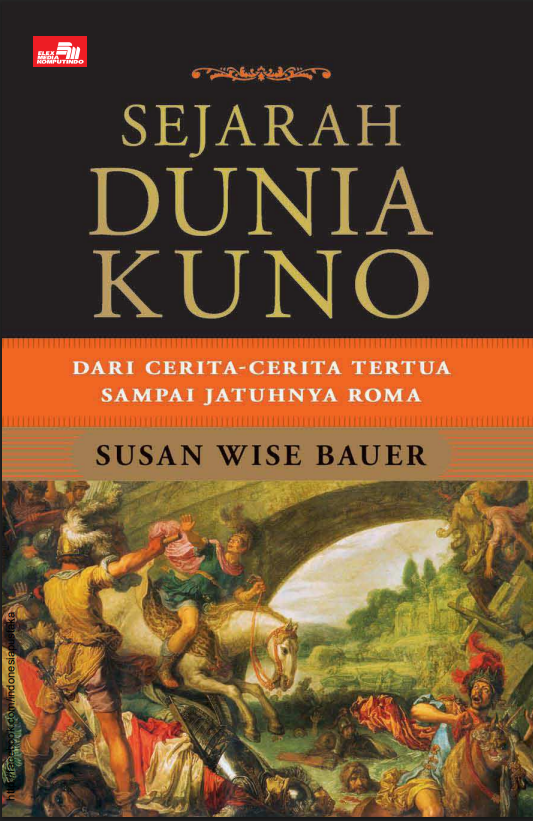 ELEX
MEDIA
KOMPUTINDO
SEJARAH
DUNIA
KUNO
DARI CERITA-CERITA TERTUA
SAMPAI JATUHNYA ROMA
SUSAN WISE BAUER